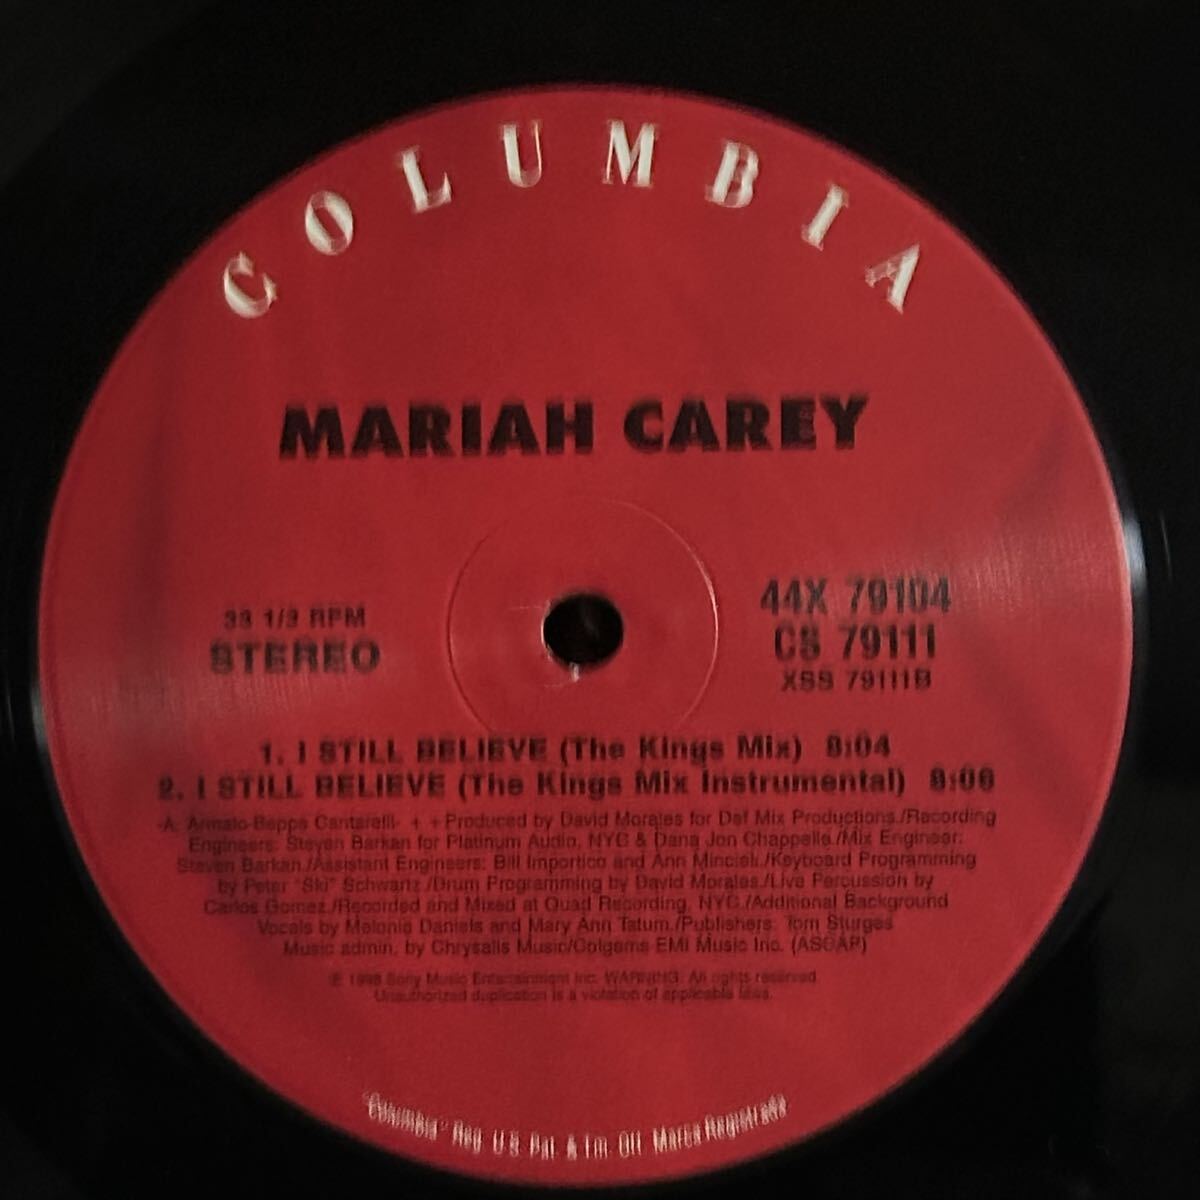 COLUMBIA
MARIAH CAREY
33 1/3 RPM
STEREO
44X 79104
CS 79111
XSS 79111B
1. I STILL BELIEVE (The Kings Mix) 8:04
2. I STILL BELIEVE (The Kings Mix Instrumental) 8:06
-A. Armato-Beppe Cantarelli- + +Produced by David Morales for Def Mix Productions./Recording
Engineers: Steven Barkan for Platinum Audio, NYC & Dana Jon Chappelle./Mix Engineer:
Steven Barkan./Assistant Engineers: Bill Importico and Ann Mincieli./Keyboard Programming
by Peter "Ski" Schwartz./Drum Programming by David Morales./Live Percussion by
Carlos Gomez./Recorded and Mixed at Quad Recording, NYC./Additional Background
Vocals by Melonie Daniels and Mary Ann Tatum./Publishers: Tom Sturges
Music admin. by Chrysalis Music/Colgems-EMI Music Inc. (ASCAP)
℗ 1998 Sony Music Entertainment Inc. WARNING: All rights reserved.
Unauthorized duplication is a violation of applicable laws.
"Columbia" Reg. U.S. Pat. & Tm. Off. Marca Registrada